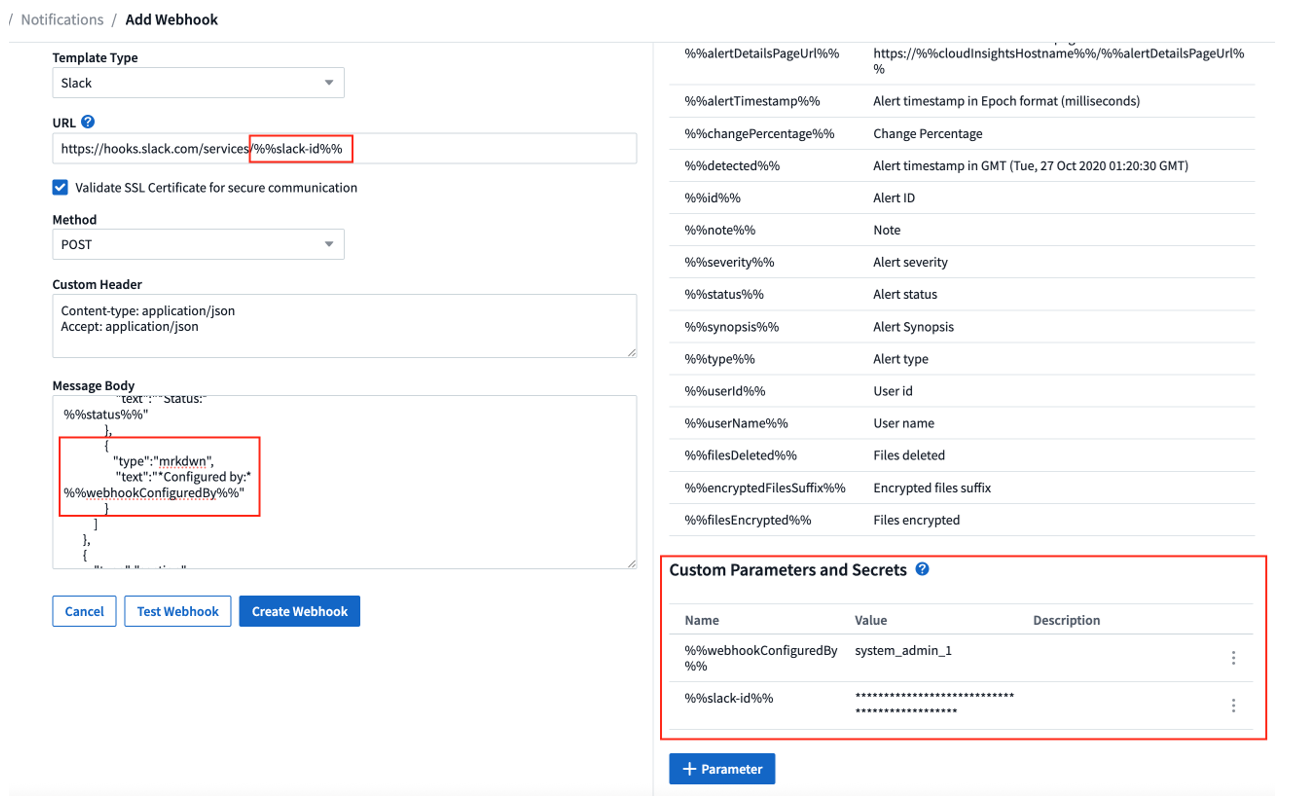 / Notifications / Add Webhook
Template Type
Slack
URL ?
https://hooks.slack.com/services/%%slack-id%%
Validate SSL Certificate for secure communication
Method
POST
Custom Header
Content-type: application/json
Accept: application/json
Message Body
"text":"*Status:*
%%status%%"
},
{
"type":"mrkdwn",
"text":"*Configured by:*
%%webhookConfiguredBy%%"
}
]
},
{
Cancel
Test Webhook
Create Webhook
%%alertDetailsPageUrl%% https://%%cloudInsightsHostname%%/%%alertDetailsPageUrl%
%
%%alertTimestamp%% Alert timestamp in Epoch format (milliseconds)
%%changePercentage%% Change Percentage
%%detected%% Alert timestamp in GMT (Tue, 27 Oct 2020 01:20:30 GMT)
%%id%% Alert ID
%%note%% Note
%%severity%% Alert severity
%%status%% Alert status
%%synopsis%% Alert Synopsis
%%type%% Alert type
%%userId%% User id
%%userName%% User name
%%filesDeleted%% Files deleted
%%encryptedFilesSuffix%% Encrypted files suffix
%%filesEncrypted%% Files encrypted
Custom Parameters and Secrets ?
Name Value Description
%%webhookConfiguredBy system_admin_1
%%
%%slack-id%% ****************************
******************
+ Parameter